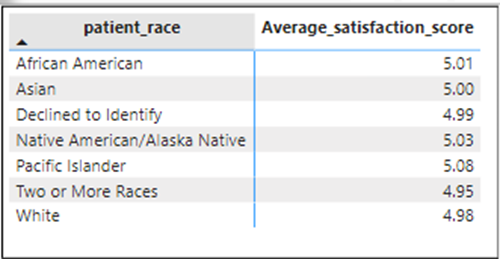 patient_race Average_satisfaction_score
African American 5.01
Asian 5.00
Declined to Identify 4.99
Native American/Alaska Native 5.03
Pacific Islander 5.08
Two or More Races 4.95
White 4.98